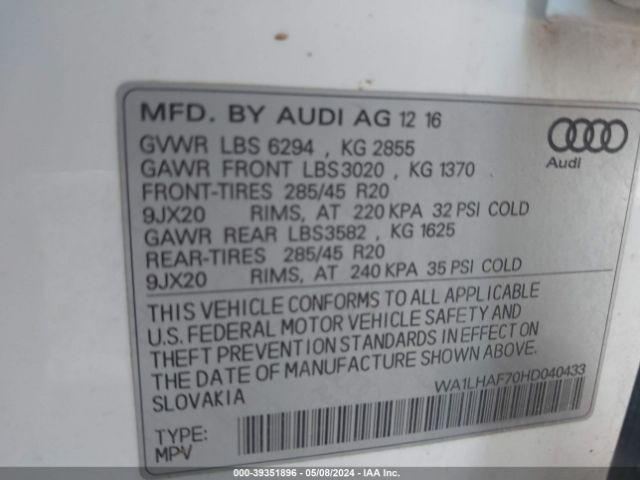 MFD. BY AUDI AG 12 16
GVWR LBS 6294 , KG 2855
GAWR FRONT LBS3020 , KG 1370
FRONT-TIRES 285/45 R20
9JX20 RIMS, AT 220 KPA 32 PSI COLD
GAWR REAR LBS3582 , KG 1625
REAR-TIRES 285/45 R20
9JX20 RIMS, AT 240 KPA 35 PSI COLD
Audi
THIS VEHICLE CONFORMS TO ALL APPLICABLE
U.S. FEDERAL MOTOR VEHICLE SAFETY AND
THEFT PREVENTION STANDARDS IN EFFECT ON
THE DATE OF MANUFACTURE SHOWN ABOVE.
SLOVAKIA
WA1LHAF70HD040433
TYPE:
MPV
000-39351896 - 05/08/2024 - IAA Inc.